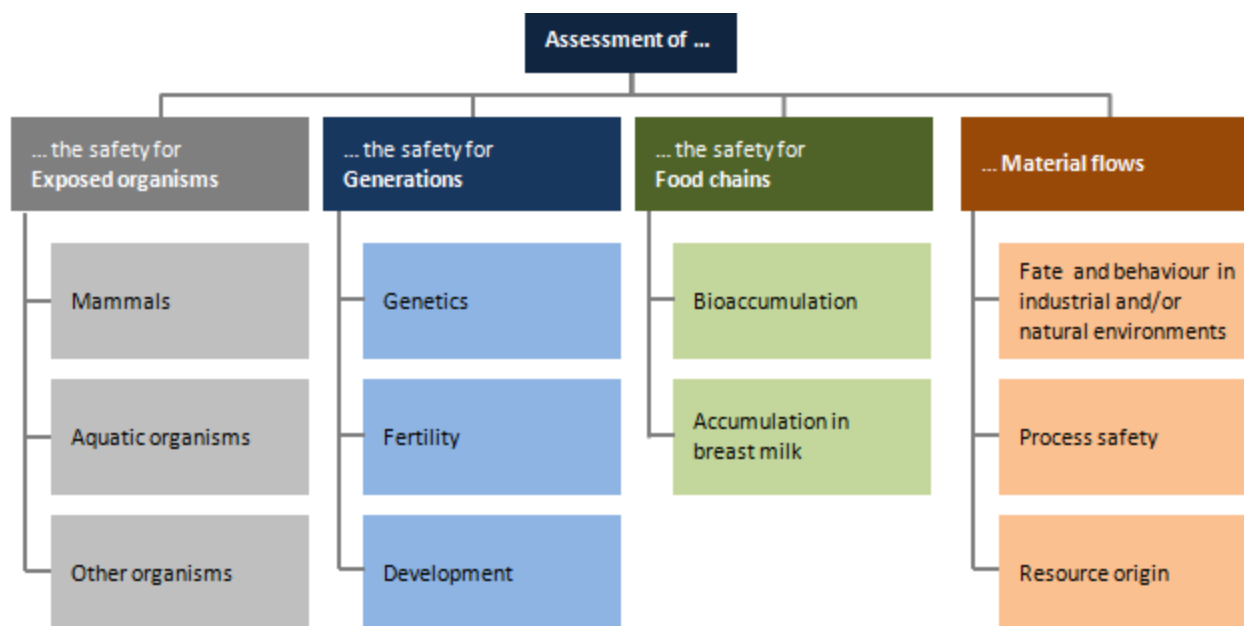 Assessment of ...
... the safety for
Exposed organisms
Mammals
Aquatic organisms
Other organisms
... the safety for
Generations
Genetics
Fertility
Development
... the safety for
Food chains
Bioaccumulation
Accumulation in
breast milk
... Material flows
Fate and behaviour in
industrial and/or
natural environments
Process safety
Resource origin